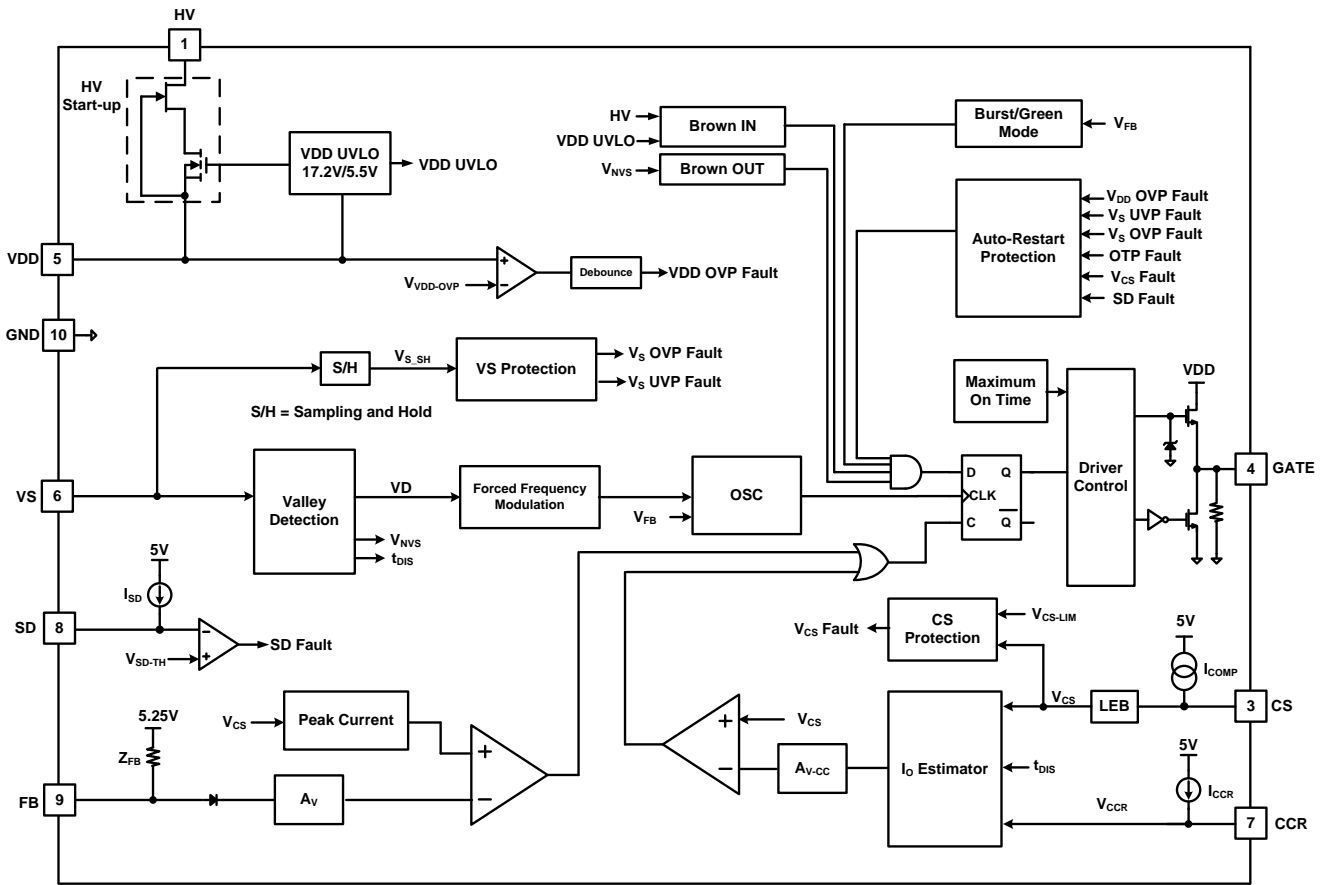 HV
1
HV
Start-up
VDD UVLO
17.2V/5.5V
VDD UVLO
HV
VDD UVLO
Brown IN
VNVS
Brown OUT
Burst/Green
Mode
VFB
Auto-Restart
Protection
VDD OVP Fault
VS UVP Fault
VS OVP Fault
OTP Fault
VCS Fault
SD Fault
VDD
5
VVDD-OVP
+
−
Debounce
VDD OVP Fault
GND
10
S/H
VS_SH
VS Protection
VS OVP Fault
VS UVP Fault
S/H = Sampling and Hold
Maximum
On Time
Driver
Control
VDD
4
GATE
VS
6
Valley
Detection
VD
VNVS
tDIS
Forced Frequency
Modulation
VFB
OSC
D
Q
CLK
C
Q
5V
ISD
SD
8
VSD-TH
−
+
SD Fault
VCS Fault
CS
Protection
VCS-LIM
5V
ICOMP
VCS
LEB
3
CS
5.25V
ZFB
FB
9
VCS
Peak Current
AV
+
−
+
−
VCS
AV-CC
IO Estimator
tDIS
5V
ICCR
VCCR
7
CCR